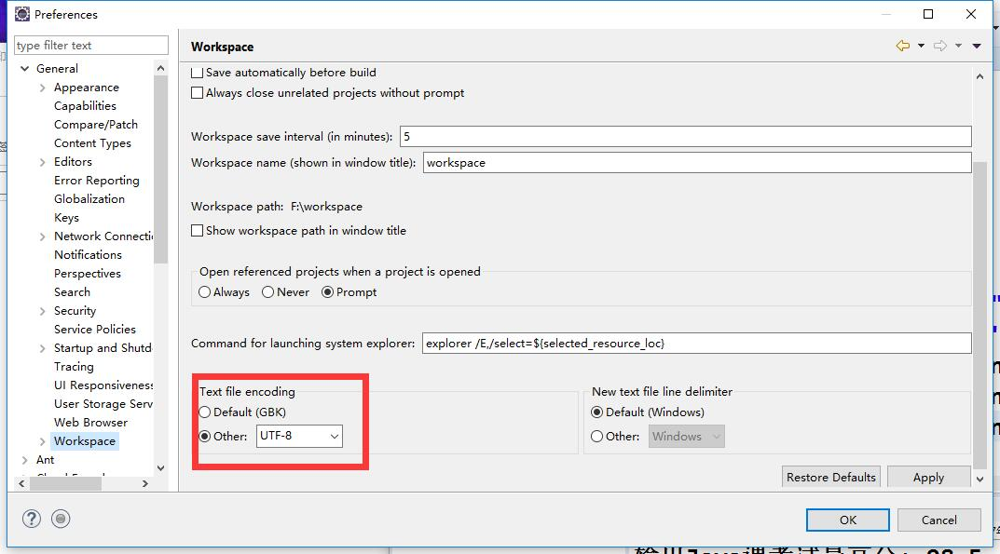 Preferences
type filter text
Workspace
General
Appearance
Capabilities
Compare/Patch
Content Types
Editors
Error Reporting
Globalization
Keys
Network Connecti
Notifications
Perspectives
Search
Security
Service Policies
Startup and Shutd
Tracing
UI Responsiveness
User Storage Serv
Web Browser
Workspace
Ant
Save automatically before build
Always close unrelated projects without prompt
Workspace save interval (in minutes): 5
Workspace name (shown in window title): workspace
Workspace path: F:\workspace
Show workspace path in window title
Open referenced projects when a project is opened
Always Never Prompt
Command for launching system explorer: explorer /E,/select=${selected_resource_loc}
Text file encoding
Default (GBK)
Other: UTF-8
New text file line delimiter
Default (Windows)
Other: Windows
Restore Defaults Apply
? OK Cancel